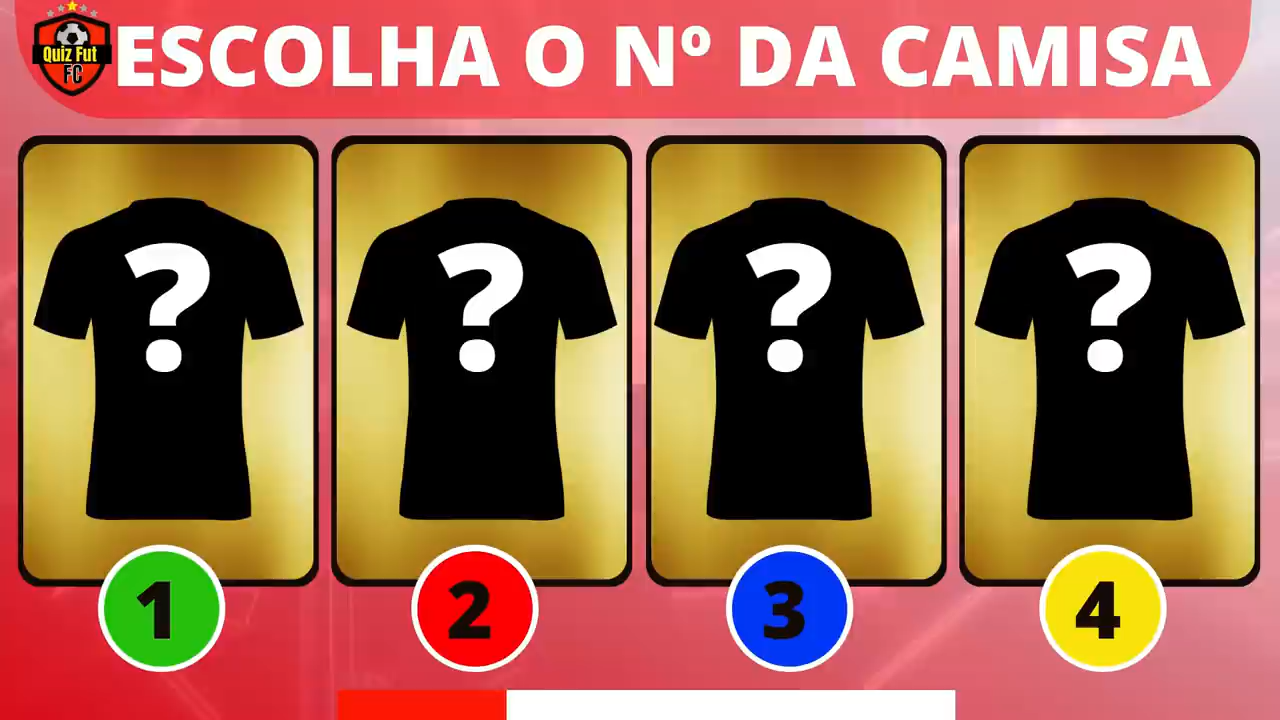 ESCOLHA O Nº DA CAMISA
Quiz Fut
FC
? ? ? ?
1 2 3 4